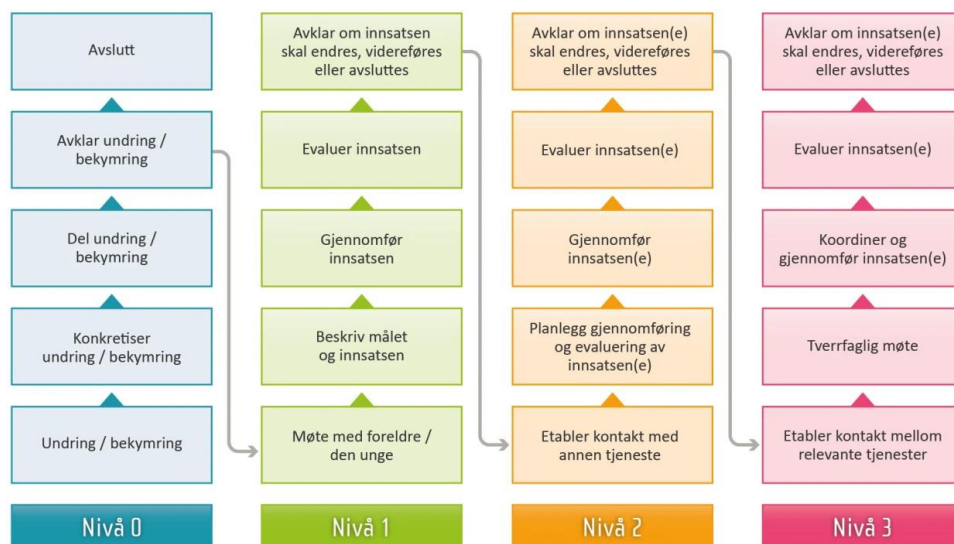 Avslutt
Avklar undring /
bekymring
Del undring /
bekymring
Konkretiser
undring / bekymring
Undring / bekymring
Nivå 0
Avklar om innsatsen
skal endres, videreføres
eller avsluttes
Evaluer innsatsen
Gjennomfør
innsatsen
Beskriv målet
og innsatsen
Møte med foreldre /
den unge
Nivå 1
Avklar om innsatsen(e)
skal endres, videreføres
eller avsluttes
Evaluer innsatsen(e)
Gjennomfør
innsatsen(e)
Planlegg gjennomføring
og evaluering av
innsatsen(e)
Etabler kontakt med
annen tjeneste
Nivå 2
Avklar om innsatsen(e)
skal endres, videreføres
eller avsluttes
Evaluer innsatsen(e)
Koordiner og
gjennomfør innsatsen(e)
Tverrfaglig møte
Etabler kontakt mellom
relevante tjenester
Nivå 3